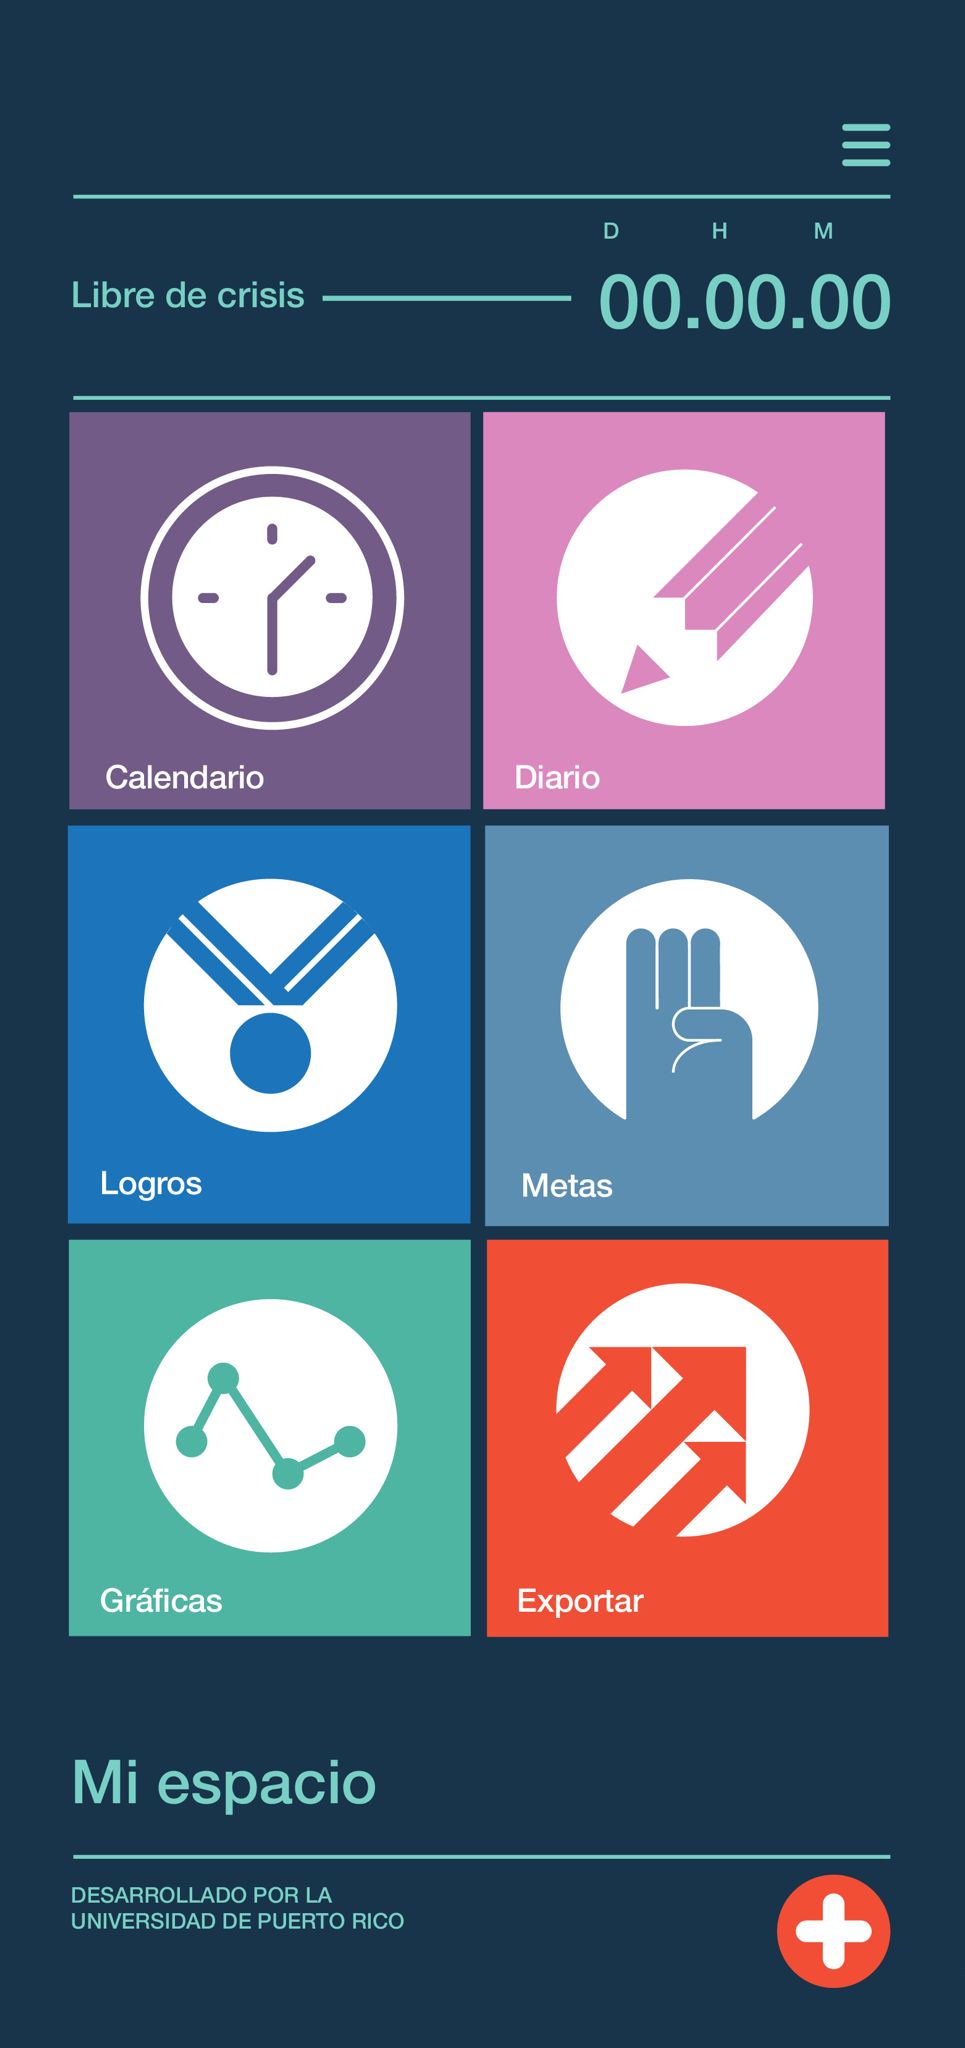 D H M
Libre de crisis 00.00.00
Calendario Diario
Logros Metas
Gráficas Exportar
Mi espacio
DESARROLLADO POR LA
UNIVERSIDAD DE PUERTO RICO